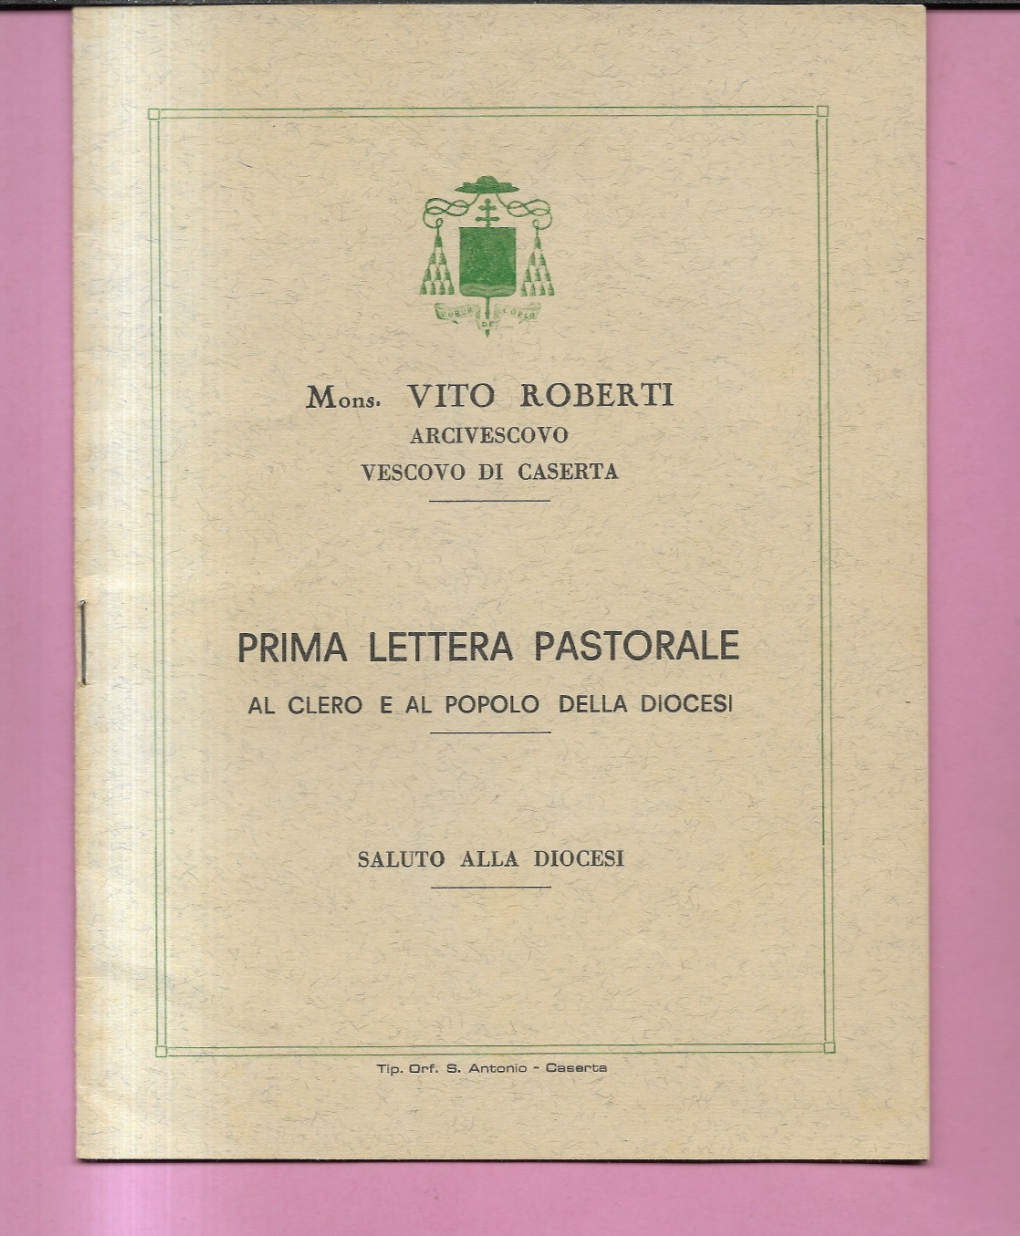 Mons. VITO ROBERTI
ARCIVESCOVO
VESCOVO DI CASERTA
PRIMA LETTERA PASTORALE
AL CLERO E AL POPOLO DELLA DIOCESI
SALUTO ALLA DIOCESI
Tip. Orf. S. Antonio - Caserta